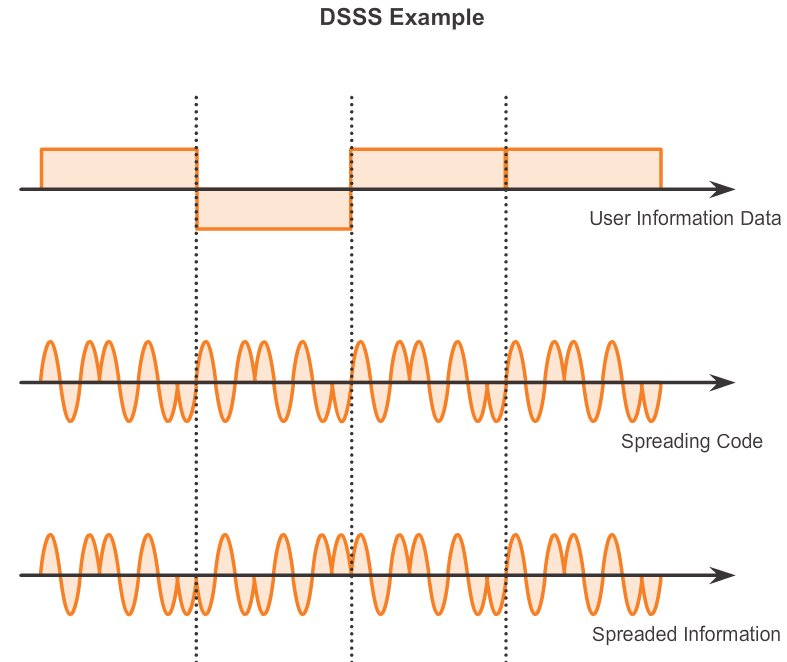 DSSS Example
User Information Data
Spreading Code
Spreaded Information